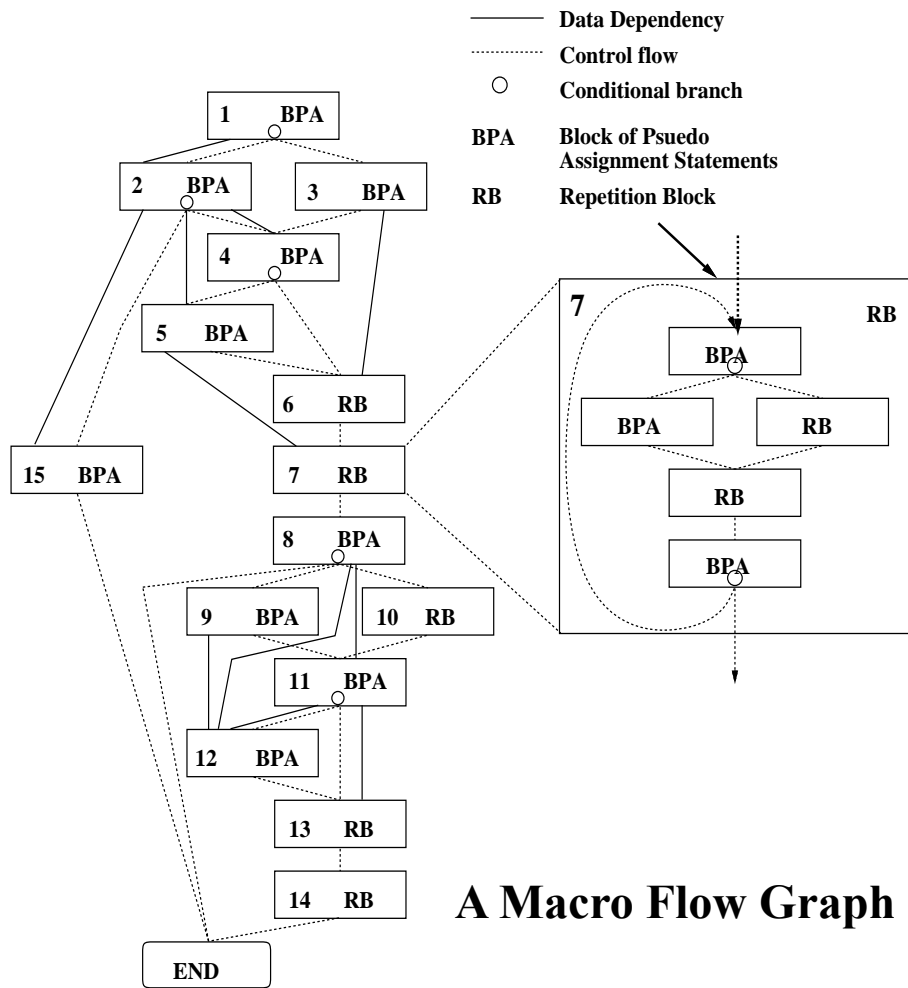 Data Dependency
Control flow
Conditional branch
BPA Block of Psuedo
Assignment Statements
RB Repetition Block
1 BPA
2 BPA
3 BPA
4 BPA
5 BPA
6 RB
7 RB
15 BPA
8 BPA
9 BPA
10 RB
11 BPA
12 BPA
13 RB
14 RB
END
7 RB
BPA
BPA RB
RB
BPA
A Macro Flow Graph